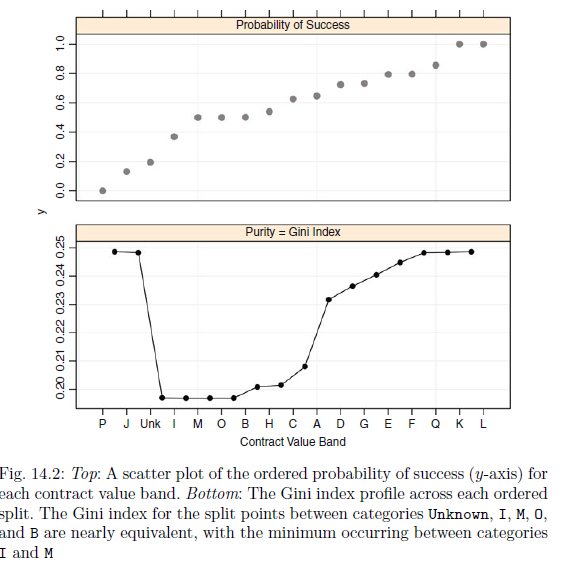 Probability of Success
1.0
0.8
0.6
0.4
0.2
0.0
y
Purity = Gini Index
0.25
0.24
0.23
0.22
0.21
0.20
P J Unk I M O B H C A D G E F Q K L
Contract Value Band
Fig. 14.2: Top: A scatter plot of the ordered probability of success (y-axis) for
each contract value band. Bottom: The Gini index profile across each ordered
split. The Gini index for the split points between categories Unknown, I, M, O,
and B are nearly equivalent, with the minimum occurring between categories
I and M